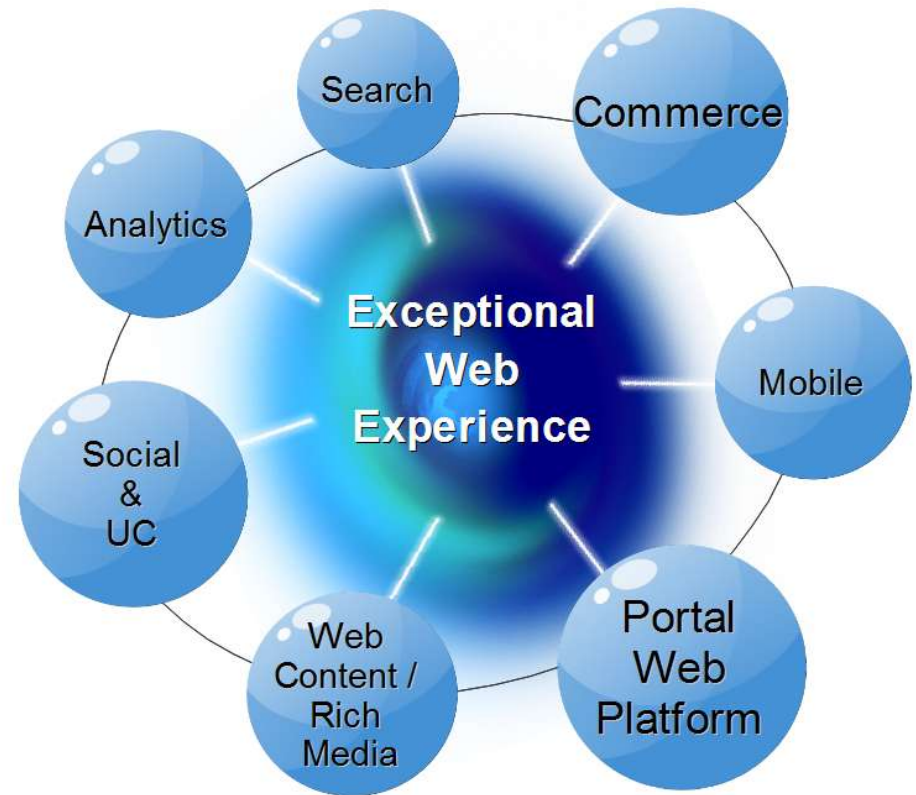 Search
Commerce
Analytics
Exceptional
Web
Experience
Mobile
Social
&
UC
Portal
Web
Platform
Web
Content /
Rich
Media